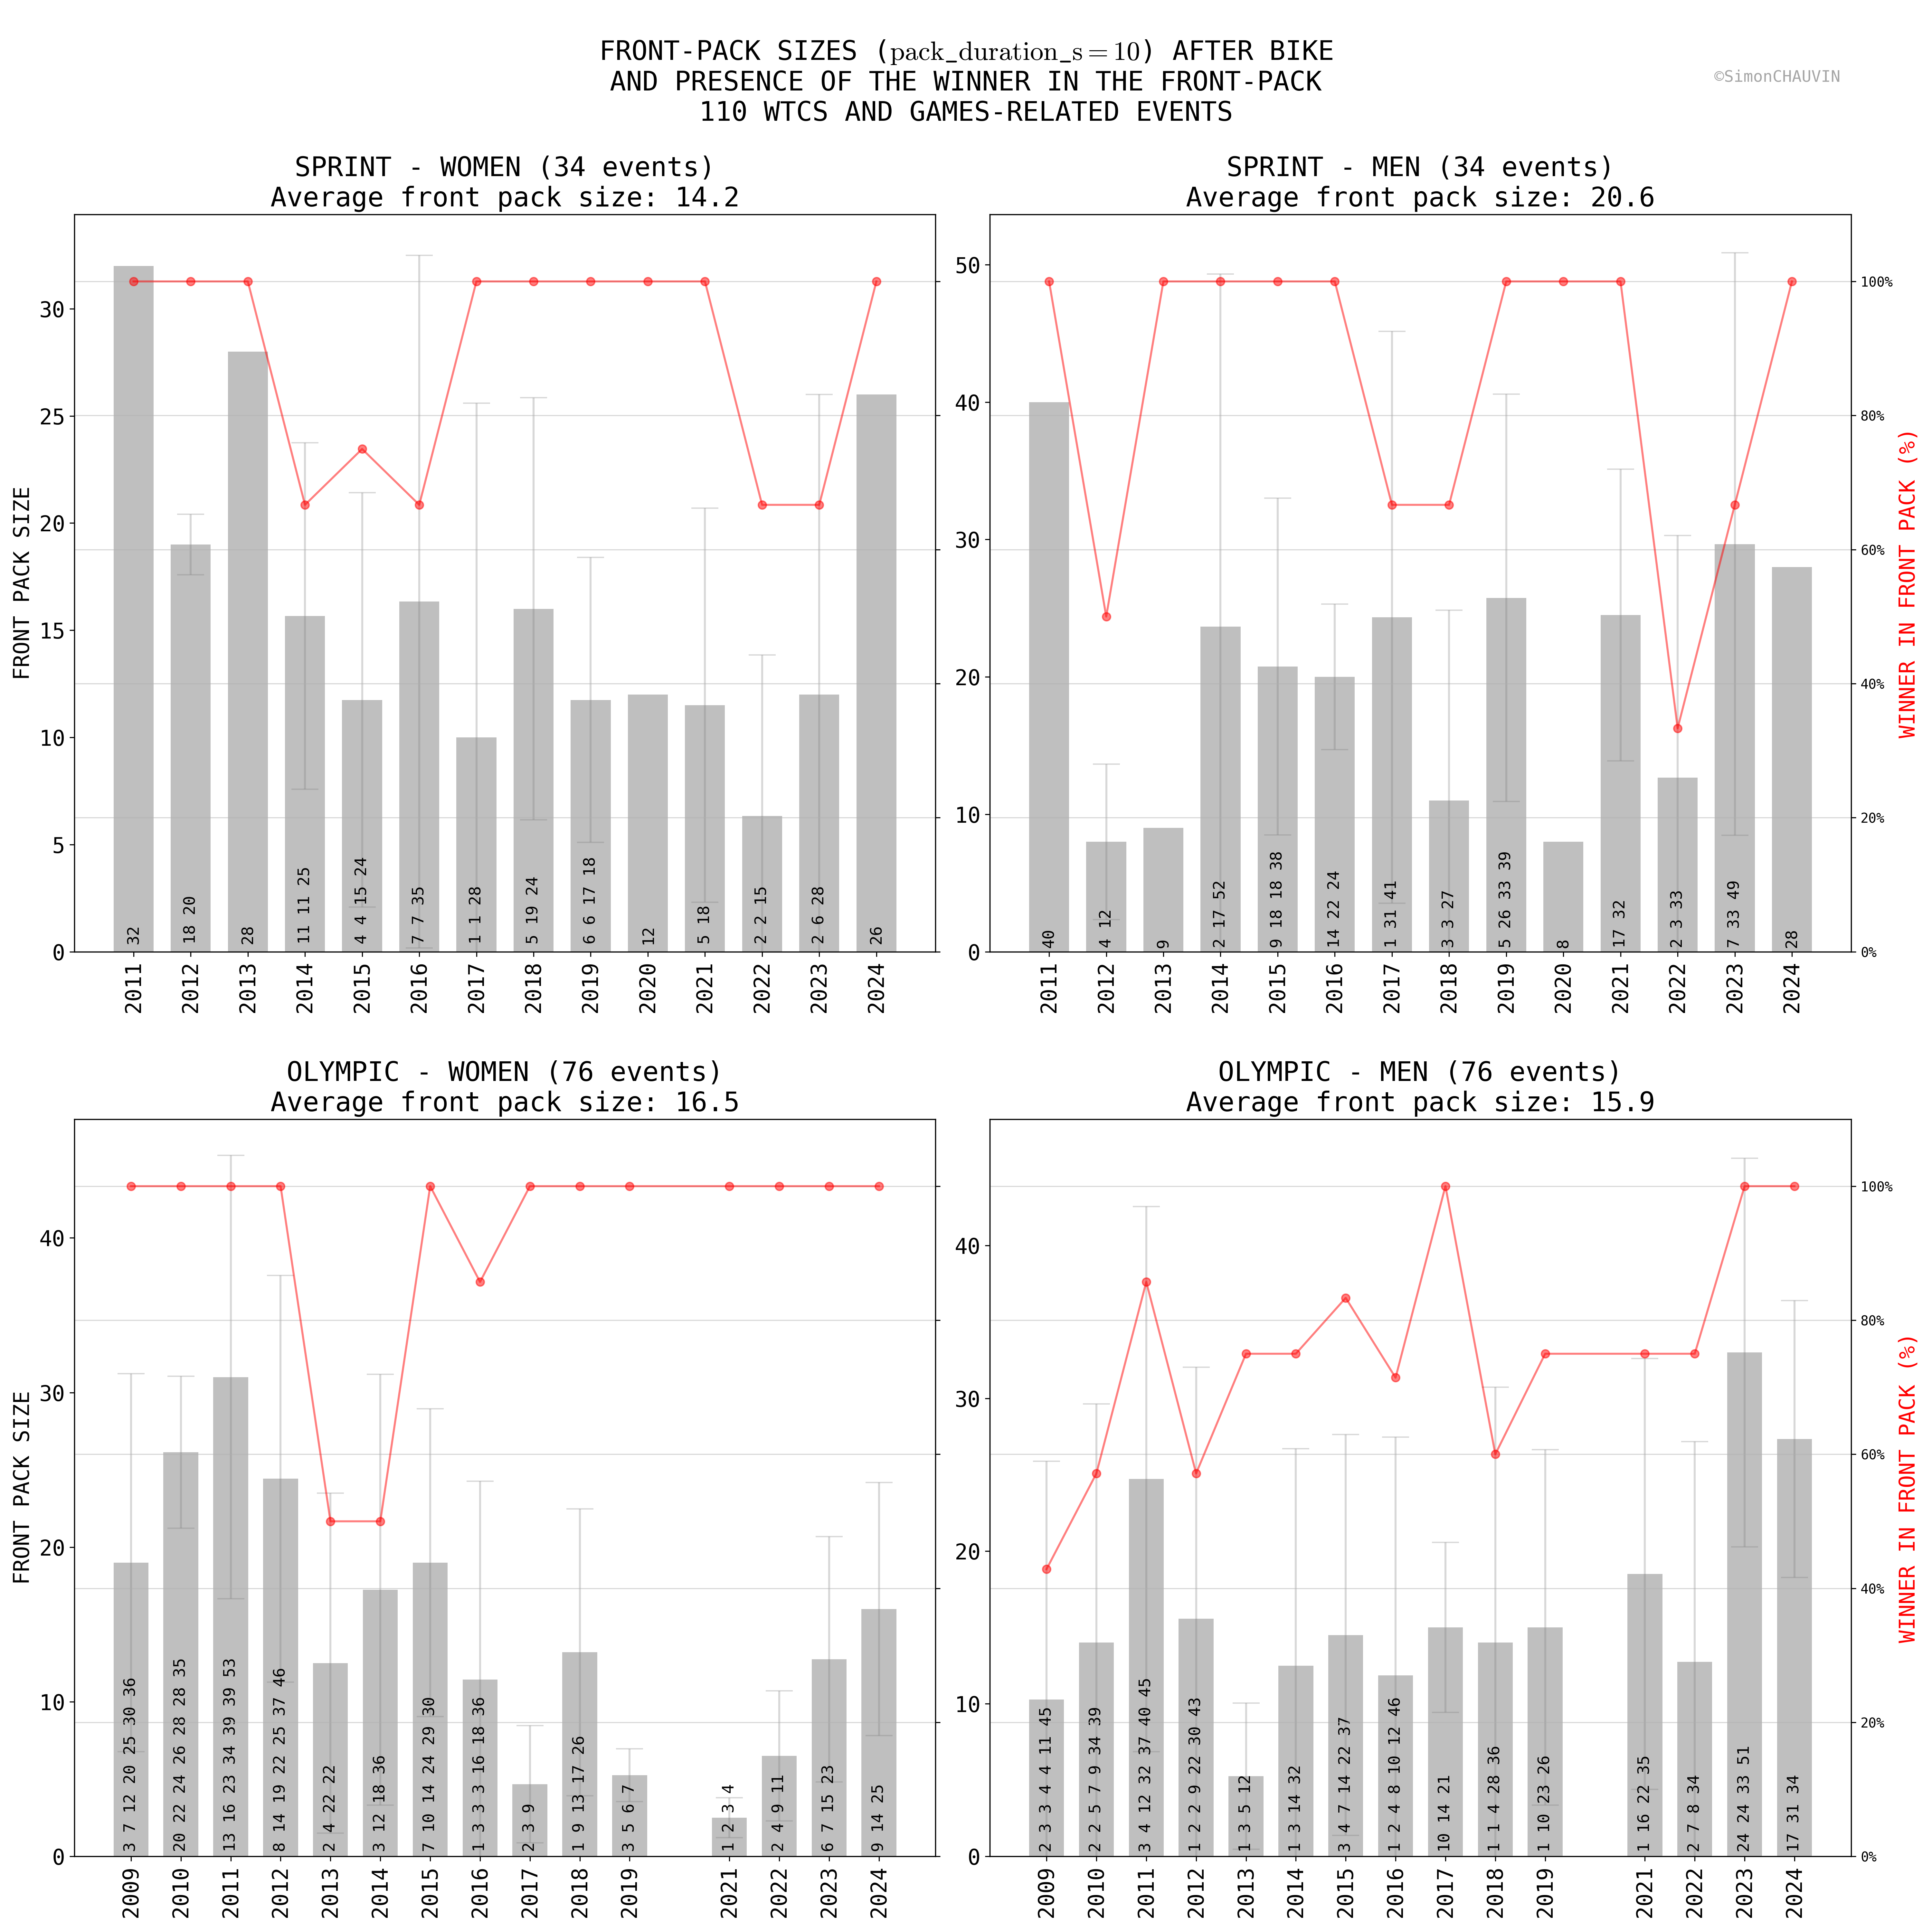 FRONT-PACK SIZES (pack_duration_s = 10) AFTER BIKE
AND PRESENCE OF THE WINNER IN THE FRONT-PACK
110 WTCS AND GAMES-RELATED EVENTS
©SimonCHAUVIN
SPRINT - WOMEN (34 events)
Average front pack size: 14.2
FRONT PACK SIZE
30
25
20
15
10
5
0
32
18 20
28
11 11 25
4 4 15 24
7 7 35
1 1 28
5 19 24
6 6 17 18
12
5 18
2 2 15
2 6 28
26
2011
2012
2013
2014
2015
2016
2017
2018
2019
2020
2021
2022
2023
2024
SPRINT - MEN (34 events)
Average front pack size: 20.6
50
40
30
20
10
0
40
4 12
9
2 17 52
9 18 18 38
14 22 24
1 31 41
3 3 27
5 26 33 39
8
17 32
2 3 33
7 33 49
28
2011
2012
2013
2014
2015
2016
2017
2018
2019
2020
2021
2022
2023
2024
100%
80%
60%
40%
20%
0%
WINNER IN FRONT PACK (%)
OLYMPIC - WOMEN (76 events)
Average front pack size: 16.5
FRONT PACK SIZE
40
30
20
10
0
3 7 12 20 25 30 36
20 22 24 26 28 28 35
13 16 23 34 39 39 53
8 14 19 22 25 37 46
2 4 22 22
3 12 18 36
7 10 14 24 29 30
1 3 3 3 16 18 36
2 3 9
1 9 13 17 26
3 5 6 7
1 2 3 4
2 4 9 11
6 7 15 23
9 14 25
2009
2010
2011
2012
2013
2014
2015
2016
2017
2018
2019
2021
2022
2023
2024
OLYMPIC - MEN (76 events)
Average front pack size: 15.9
40
30
20
10
0
2 3 3 4 4 11 45
2 2 5 7 9 34 39
3 4 12 32 37 40 45
1 2 2 9 22 30 43
1 3 5 12
1 3 14 32
3 4 7 14 22 37
1 2 4 8 10 12 46
10 14 21
1 1 4 28 36
1 10 23 26
1 16 22 35
2 7 8 34
24 24 33 51
17 31 34
2009
2010
2011
2012
2013
2014
2015
2016
2017
2018
2019
2021
2022
2023
2024
100%
80%
60%
40%
20%
0%
WINNER IN FRONT PACK (%)